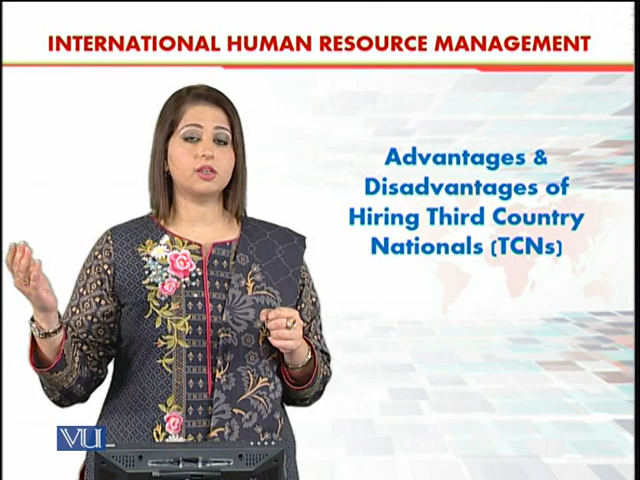 INTERNATIONAL HUMAN RESOURCE MANAGEMENT
Advantages &
Disadvantages of
Hiring Third Country
Nationals (TCNs)
VU